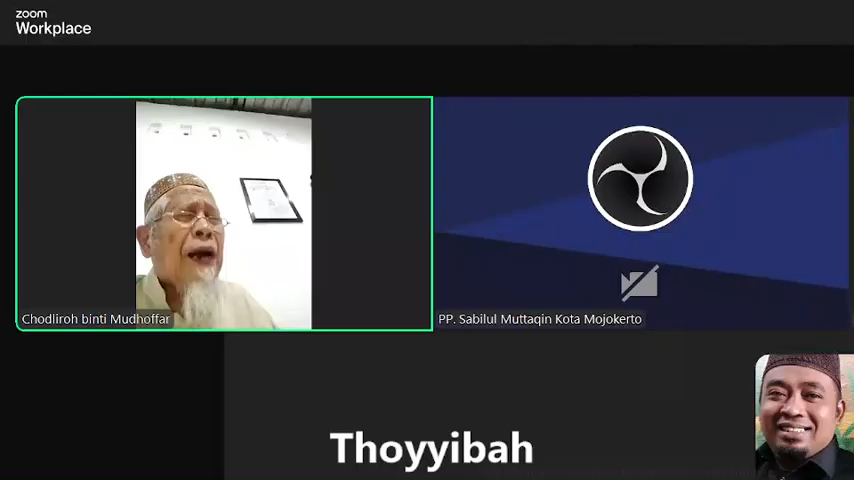 zoom
Workplace
Chodliroh binti Mudhoffar
PP. Sabilul Muttaqin Kota Mojokerto
Thoyyibah